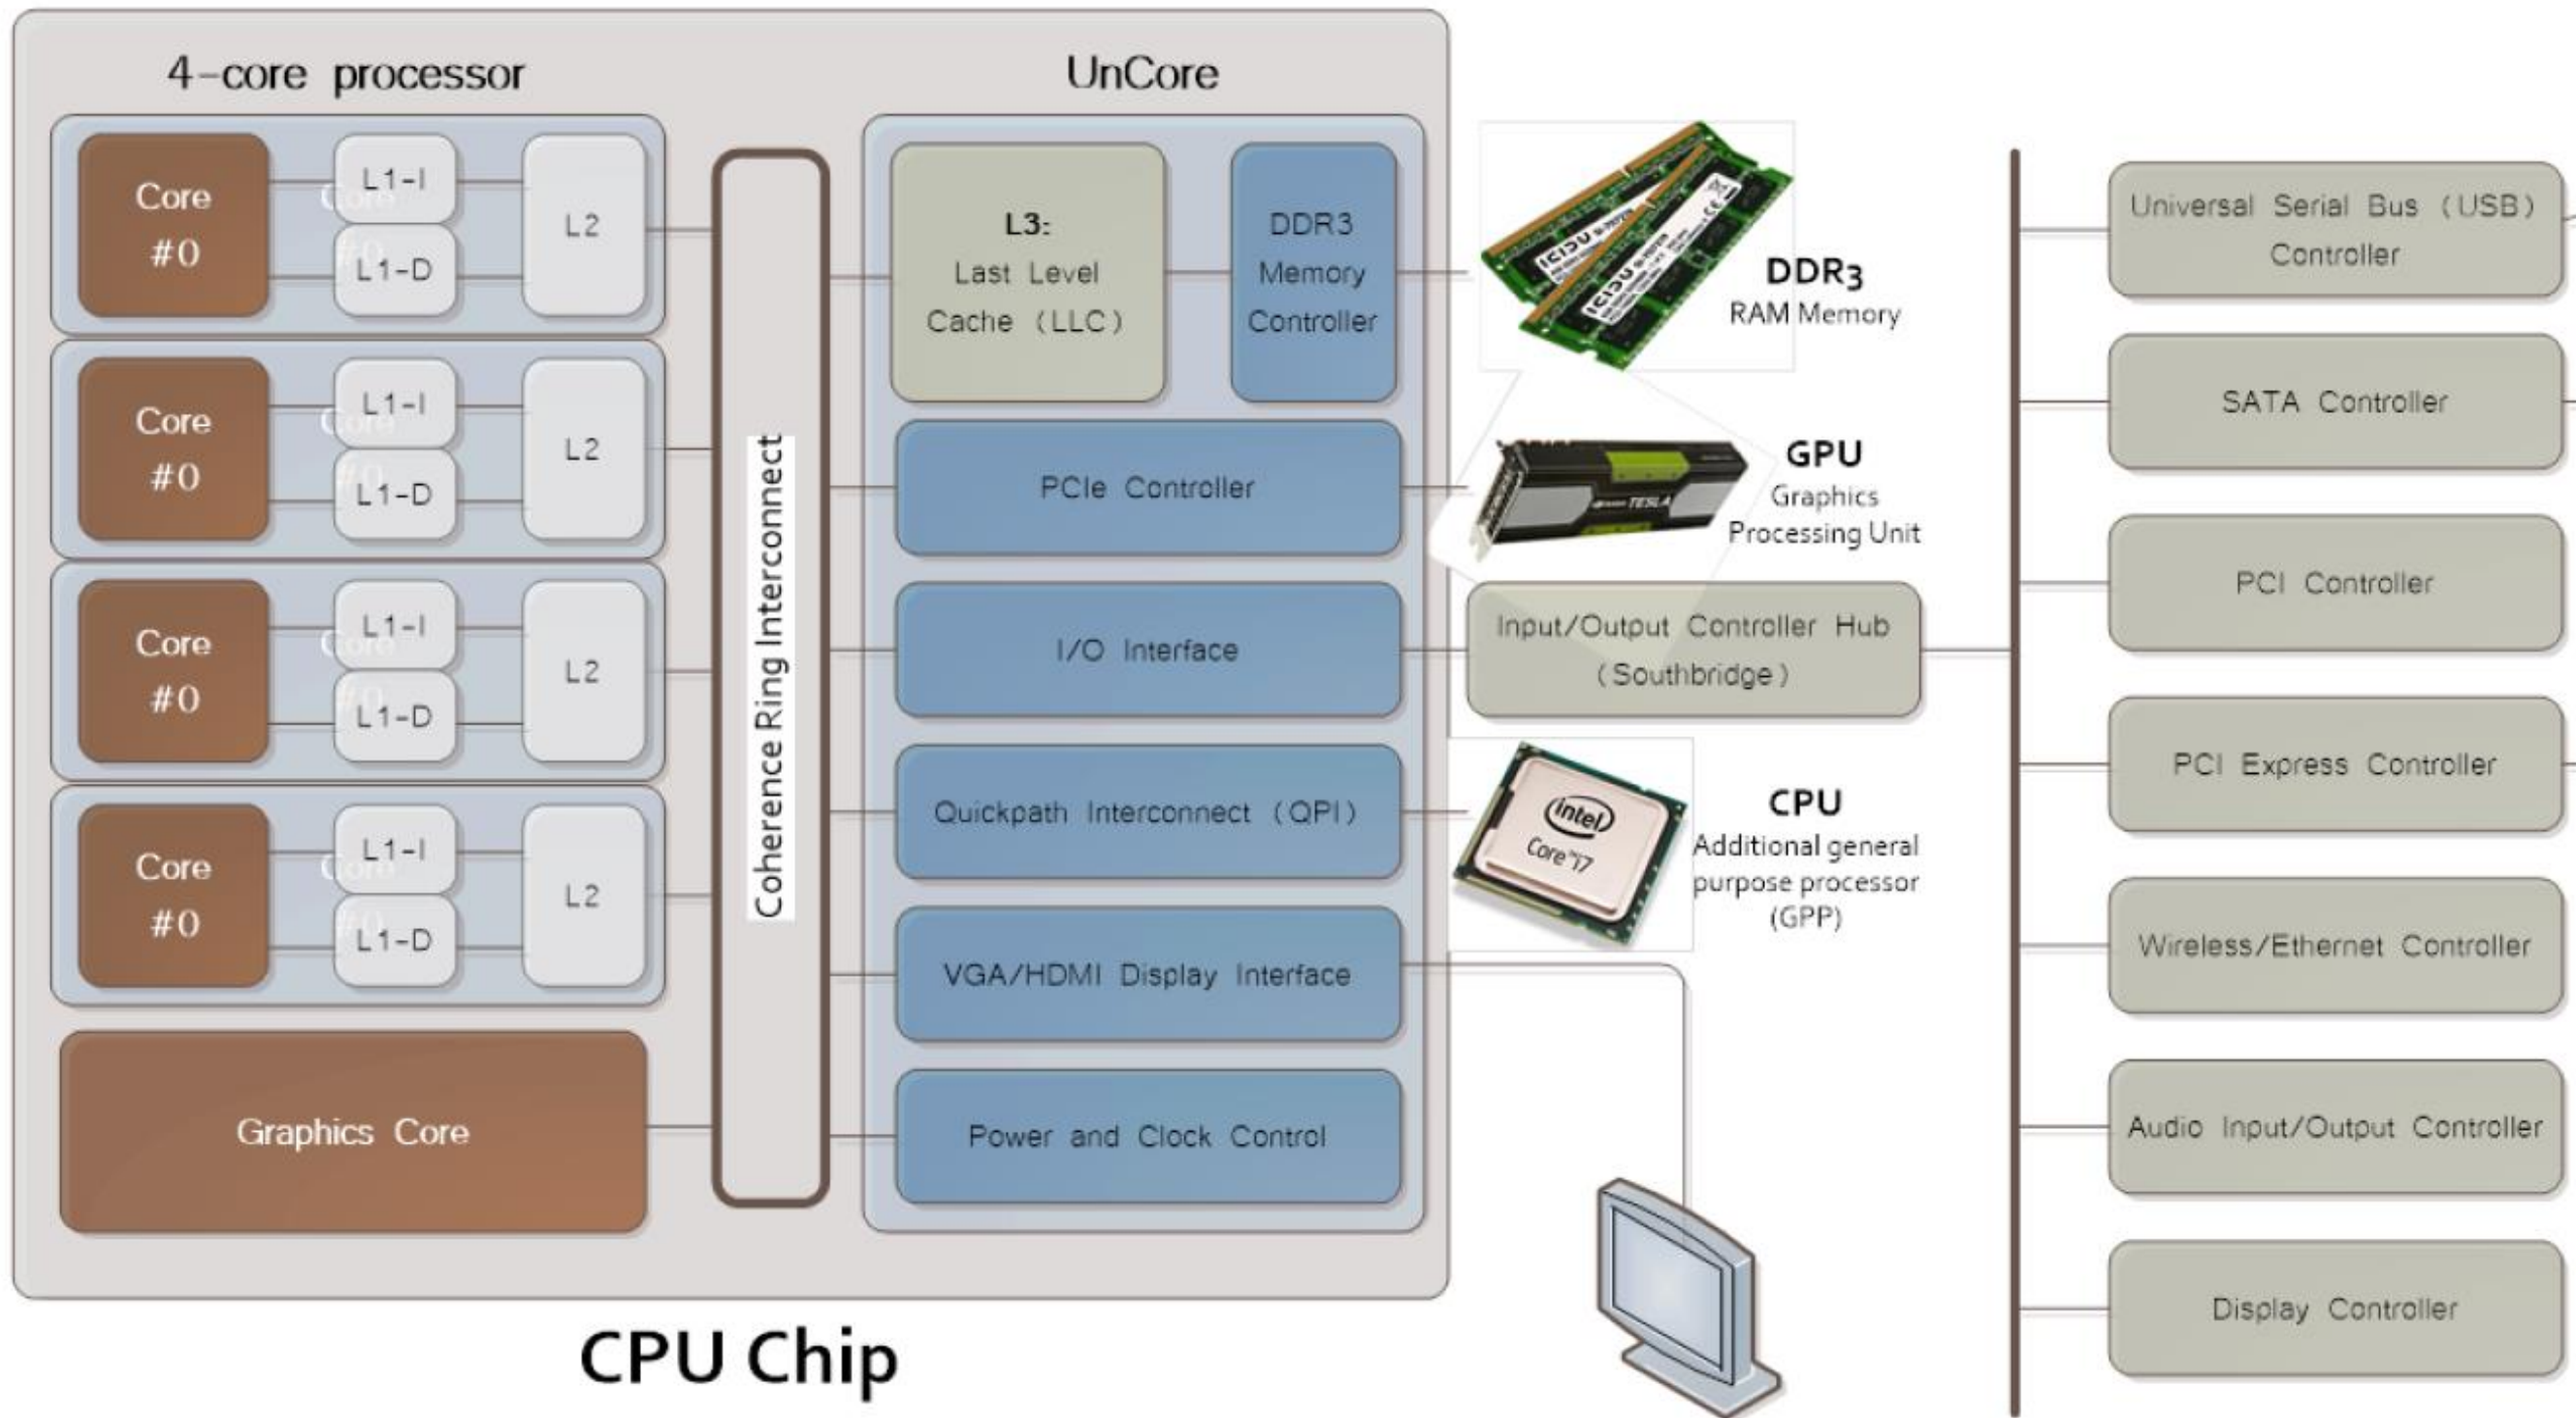 4-core processor
UnCore
Core
#0
L1-I
L1-D
L2
Core
#0
L1-I
L1-D
L2
Core
#0
L1-I
L1-D
L2
Core
#0
L1-I
L1-D
L2
Graphics Core
Coherence Ring Interconnect
L3:
Last Level
Cache (LLC)
DDR3
Memory
Controller
PCIe Controller
I/O Interface
Quickpath Interconnect (QPI)
VGA/HDMI Display Interface
Power and Clock Control
CPU Chip
ICIDU
ICIDU
DDR3
RAM Memory
TESLA
GPU
Graphics
Processing Unit
Input/Output Controller Hub
(Southbridge)
intel
Core™i7
CPU
Additional general
purpose processor
(GPP)
Universal Serial Bus (USB)
Controller
SATA Controller
PCI Controller
PCI Express Controller
Wireless/Ethernet Controller
Audio Input/Output Controller
Display Controller